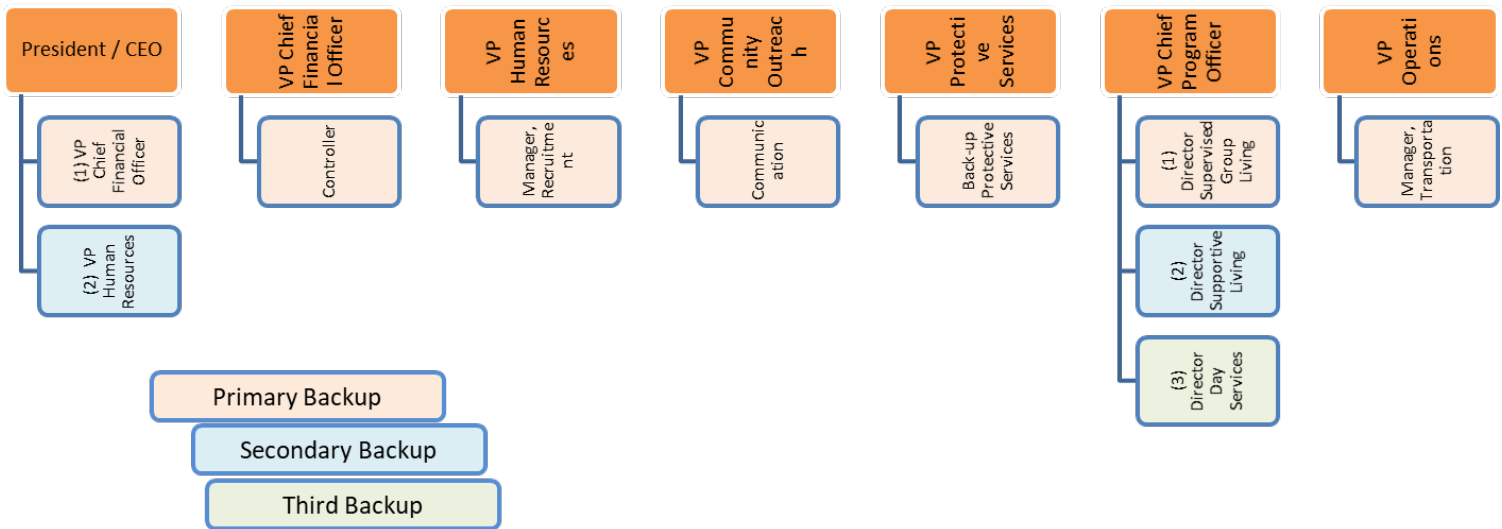 President / CEO
VP Chief
Financia
l Officer
VP
Human
Resourc
es
VP
Commu
nity
Outreac
h
VP
Protecti
ve
Services
VP Chief
Program
Officer
VP
Operati
ons
(1) VP
Chief
Financial
Officer
Controller
Manager,
Recruitme
nt
Communic
ation
Back-up
Protective
Services
(1)
Director
Supervised
Group
Living
Manager,
Transporta
tion
(2) VP
Human
Resources
(2)
Director
Supportive
Living
(3)
Director
Day
Services
Primary Backup
Secondary Backup
Third Backup